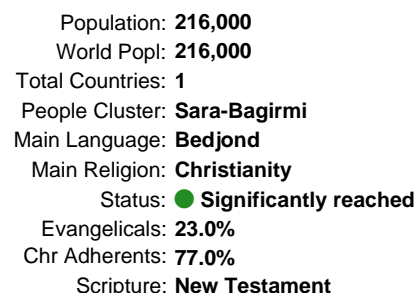 Population: 216,000
World Popl: 216,000
Total Countries: 1
People Cluster: Sara-Bagirmi
Main Language: Bedjond
Main Religion: Christianity
Status: Significantly reached
Evangelicals: 23.0%
Chr Adherents: 77.0%
Scripture: New Testament